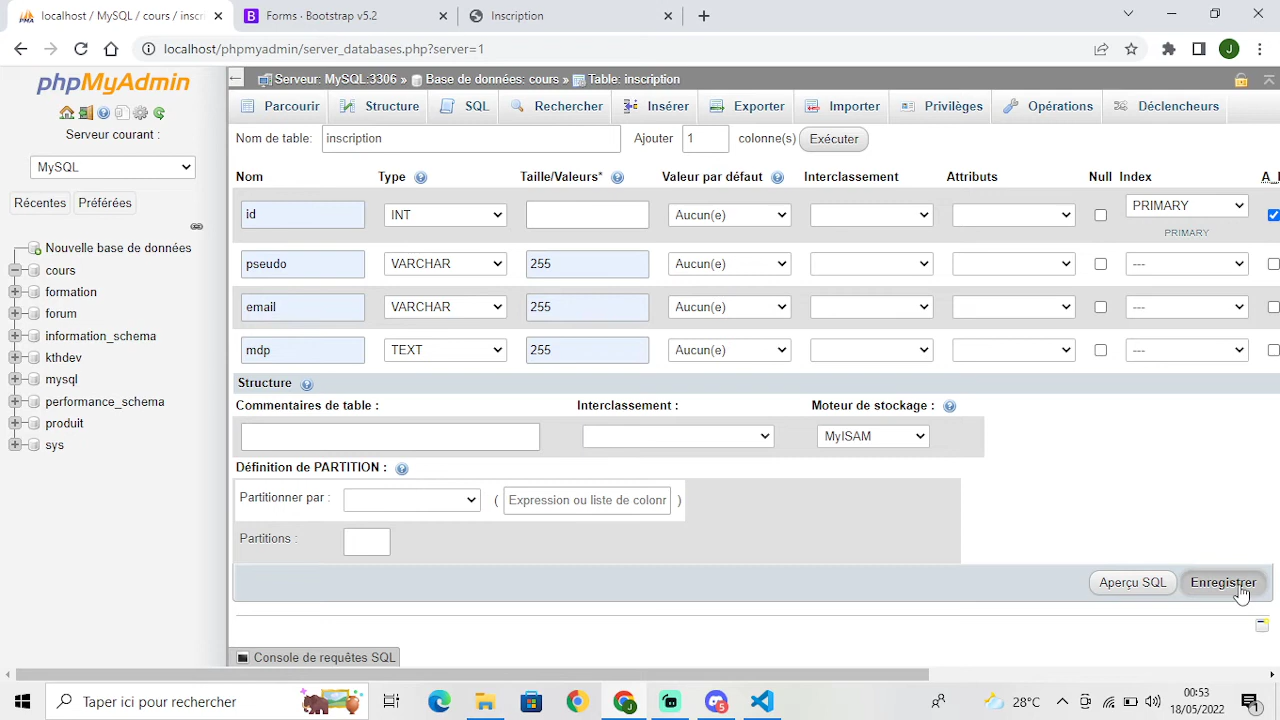 localhost / MySQL / cours / inscri
Forms · Bootstrap v5.2
Inscription
localhost/phpmyadmin/server_databases.php?server=1
J
phpMyAdmin
Serveur courant :
MySQL
Récentes
Préférées
Nouvelle base de données
cours
formation
forum
information_schema
kthdev
mysql
performance_schema
produit
sys
Serveur: MySQL:3306 » Base de données: cours » Table: inscription
Parcourir
Structure
SQL
Rechercher
Insérer
Exporter
Importer
Privilèges
Opérations
Déclencheurs
Nom de table: inscription Ajouter 1 colonne(s) Exécuter
Nom Type Taille/Valeurs* Valeur par défaut Interclassement Attributs Null Index A_I
id INT Aucun(e) PRIMARY
PRIMARY
pseudo VARCHAR 255 Aucun(e) ---
email VARCHAR 255 Aucun(e) ---
mdp TEXT 255 Aucun(e) ---
Structure
Commentaires de table : Interclassement : Moteur de stockage :
MyISAM
Définition de PARTITION :
Partitionner par : ( Expression ou liste de colonr )
Partitions :
Aperçu SQL Enregistrer
Console de requêtes SQL
Taper ici pour rechercher
28°C
00:53
18/05/2022